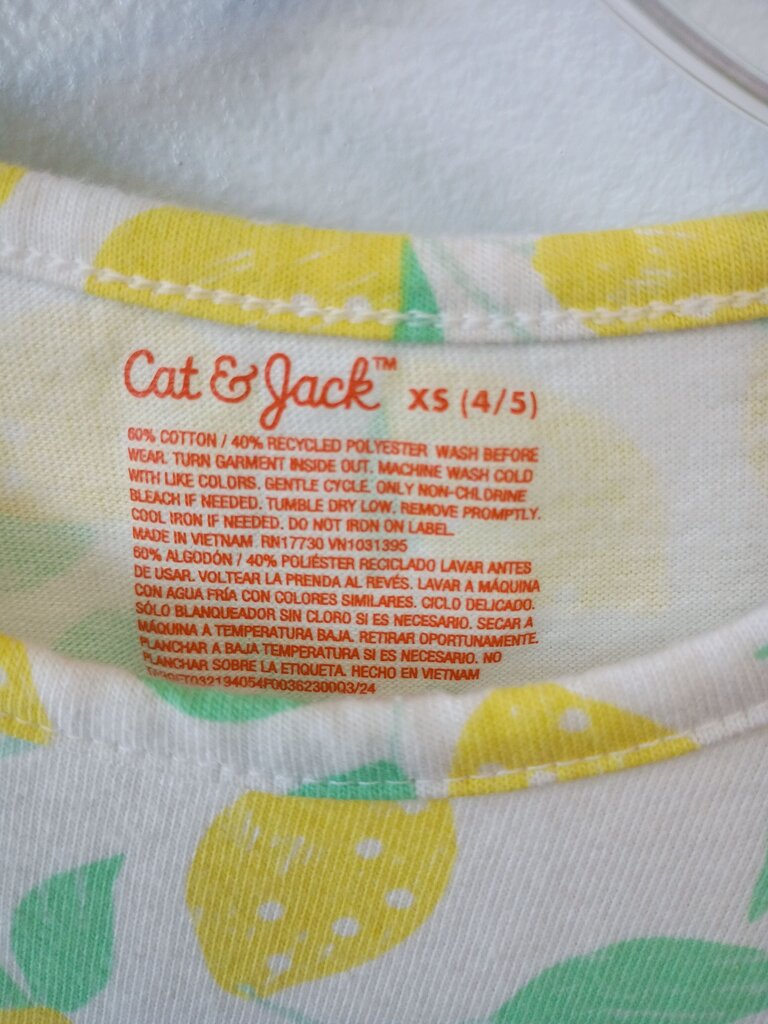 Cat & Jack™ XS (4/5)
60% COTTON / 40% RECYCLED POLYESTER WASH BEFORE
WEAR. TURN GARMENT INSIDE OUT. MACHINE WASH COLD
WITH LIKE COLORS. GENTLE CYCLE. ONLY NON-CHLORINE
BLEACH IF NEEDED. TUMBLE DRY LOW. REMOVE PROMPTLY.
COOL IRON IF NEEDED. DO NOT IRON ON LABEL.
MADE IN VIETNAM RN17730 VN1031395
60% ALGODÓN / 40% POLIÉSTER RECICLADO LAVAR ANTES
DE USAR. VOLTEAR LA PRENDA AL REVÉS. LAVAR A MÁQUINA
CON AGUA FRÍA CON COLORES SIMILARES. CICLO DELICADO.
SÓLO BLANQUEADOR SIN CLORO SI ES NECESARIO. SECAR A
MÁQUINA A TEMPERATURA BAJA. RETIRAR OPORTUNAMENTE.
PLANCHAR A BAJA TEMPERATURA SI ES NECESARIO. NO
PLANCHAR SOBRE LA ETIQUETA. HECHO EN VIETNAM